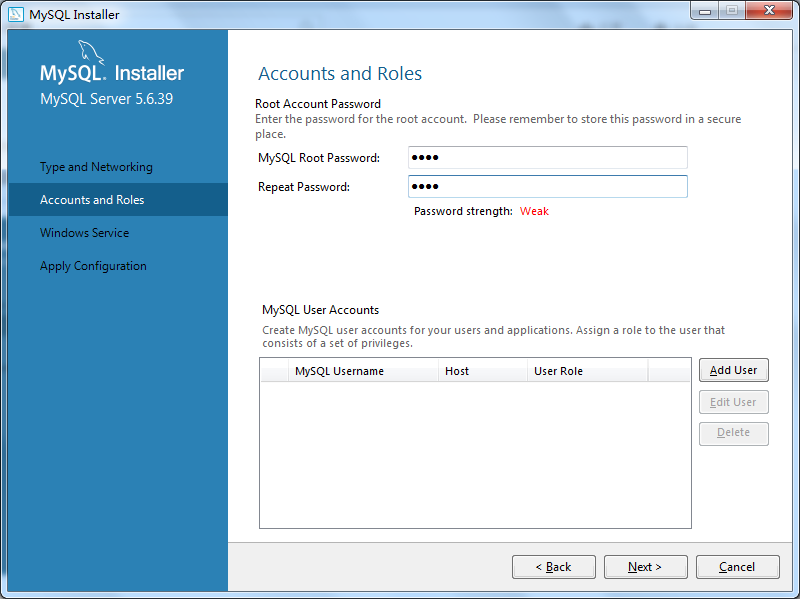 MySQL Installer
MySQL. Installer
MySQL Server 5.6.39
Type and Networking
Accounts and Roles
Windows Service
Apply Configuration
Accounts and Roles
Root Account Password
Enter the password for the root account. Please remember to store this password in a secure
place.
MySQL Root Password: ●●●●
Repeat Password: ●●●●
Password strength: Weak
MySQL User Accounts
Create MySQL user accounts for your users and applications. Assign a role to the user that
consists of a set of privileges.
MySQL Username Host User Role
Add User
Edit User
Delete
< Back Next > Cancel